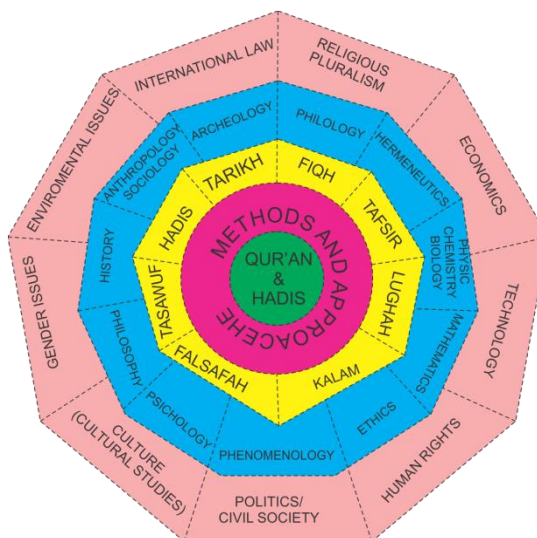 INTERNATIONAL LAW
RELIGIOUS
PLURALISM
ECONOMICS
TECHNOLOGY
HUMAN RIGHTS
POLITICS/
CIVIL SOCIETY
CULTURE
(CULTURAL STUDIES)
GENDER ISSUES
ENVIROMENTAL ISSUES
ARCHEOLOGY
PHILOLOGY
HERMENEUTICS
PHYSIC
CHEMISTRY
BIOLOGY
MATHEMATICS
ETHICS
PHENOMENOLOGY
PSICHOLOGY
PHILOSOPHY
HISTORY
ANTHROPOLOGY
SOCIOLOGY
TARIKH
FIQH
TAFSIR
LUGHAH
KALAM
FALSAFAH
TASAWUF
HADIS
METHODS AND APPROACEHE
QUR'AN
&
HADIS